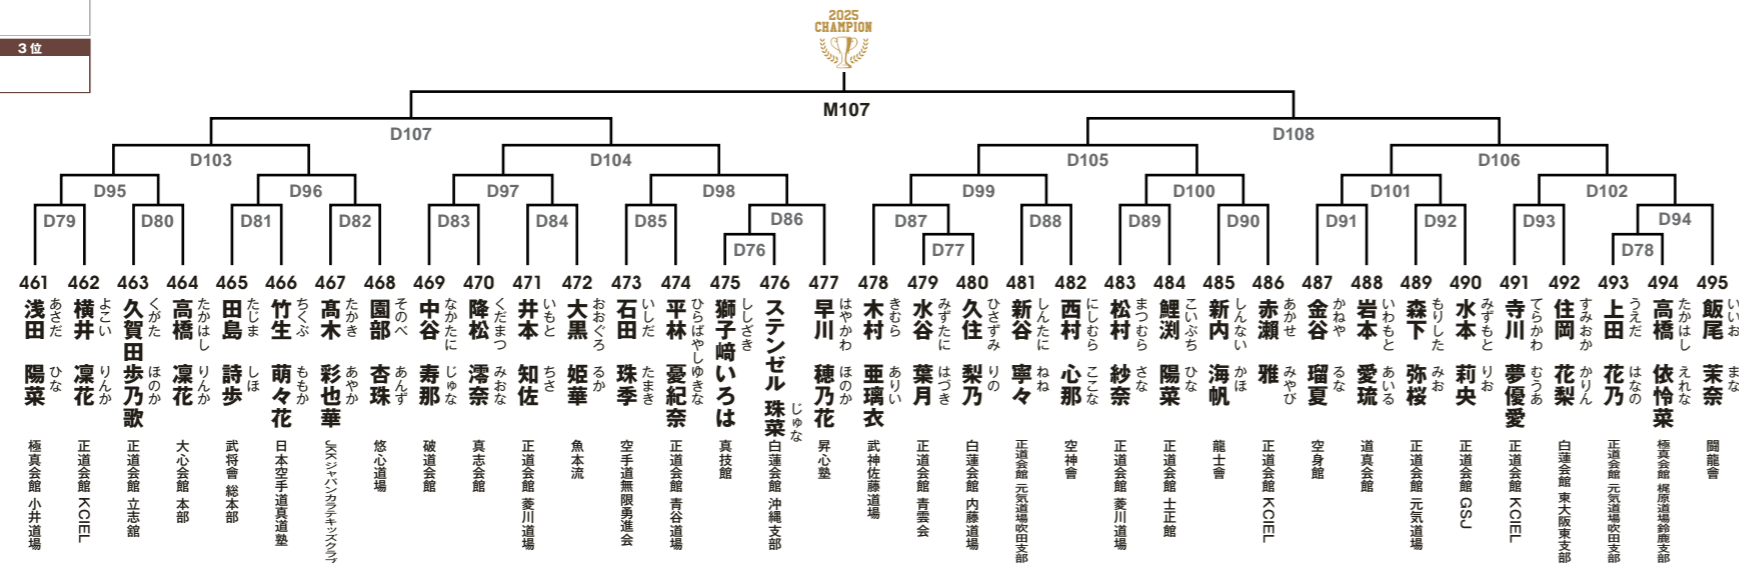 3位
2025
CHAMPION
M107
D107
D108
D103
D104
D105
D106
D95
D96
D97
D98
D99
D100
D101
D102
D79
D80
D81
D82
D83
D84
D85
D86
D87
D88
D89
D90
D91
D92
D93
D94
D76
D77
D78
461 浅田 陽菜 あさだ ひな 極真会館 小井道場
462 横井 凜花 よこい りんか 正道会館 KCIEL
463 久賀田 歩乃歌 くがた ほのか 正道会館 立志舘
464 高橋 凜花 たかはし りんか 大心会館 本部
465 田島 詩歩 たじま しほ 武将會 総本部
466 竹生 萌々花 ちくぶ ももか 日本空手道真道塾
467 髙木 彩也華 たかき あやか JKKジャパンカラテキッズクラブ
468 園部 杏珠 そのべ あんず 悠心道場
469 中谷 寿那 なかたに じゅな 破道会館
470 降松 澪奈 くだまつ みおな 真志会館
471 井本 知佐 いもと ちさ 正道会館 菱川道場
472 大黒 姫華 おおぐろ るか 魚本流
473 石田 珠季 いしだ たまき 空手道無限勇進会
474 平林 憂紀奈 ひらばやし ゆきな 正道会館 青谷道場
475 獅子﨑 いろは ししざき 真技館
476 ステンゼル 珠菜 じゅな 白蓮会館 沖縄支部
477 早川 穂乃花 はやかわ ほのか 昇心塾
478 木村 亜璃衣 きむら ありい 武神佐藤道場
479 水谷 葉月 みずたに はづき 正道会館 青雲会
480 久住 梨乃 ひさずみ りの 白蓮会館 内藤道場
481 新谷 寧々 しんたに ねね 正道会館 元気道場吹田支部
482 西村 心那 にしむら ここな 空神會
483 松村 紗奈 まつむら さな 正道会館 菱川道場
484 鯉渕 陽菜 こいぶち ひな 正道会館 士正館
485 新内 海帆 しんない かほ 龍士會
486 赤瀬 雅 あかせ みやび 正道会館 KCIEL
487 金谷 瑠夏 かねや るな 空身館
488 岩本 愛琉 いわもと あいる 道真会館
489 森下 弥桜 もりした みお 正道会館 元気道場
490 水本 莉央 みずもと りお 正道会館 GSJ
491 寺川 夢優愛 てらかわ むうあ 正道会館 KCIEL
492 住岡 花梨 すみおか かりん 白蓮会館 東大阪東支部
493 上田 花乃 うえだ はなの 正道会館 元気道場吹田支部
494 高橋 依怜菜 たかはし えれな 極真会館 梶原道場鈴鹿支部
495 飯尾 茉奈 いいお まな 闘龍會